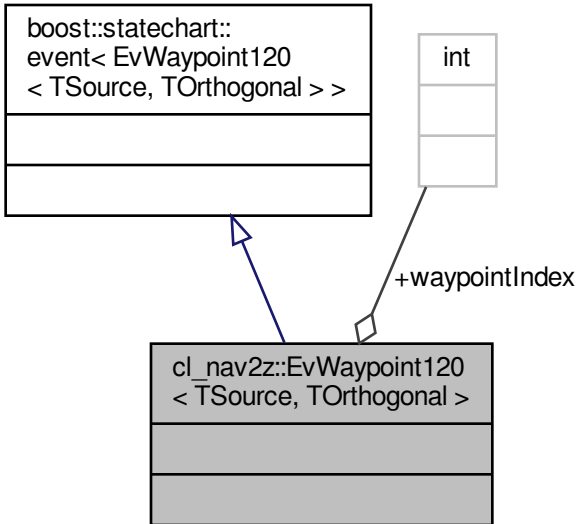 boost::statechart::
event< EvWaypoint120
< TSource, TOrthogonal > >
int
+waypointIndex
cl_nav2z::EvWaypoint120
< TSource, TOrthogonal >